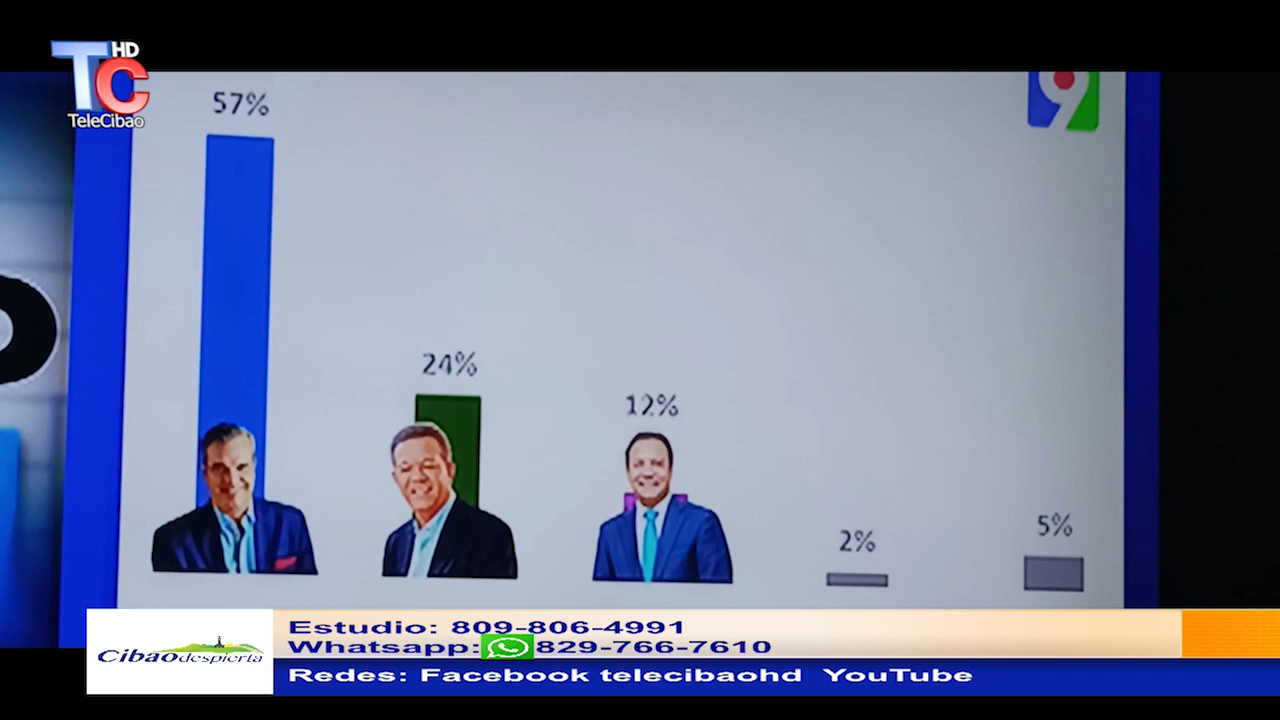 HD
TC
TeleCibao
57%
9
24%
12%
2%
5%
Cibaodespierta
Estudio: 809-806-4991
Whatsapp: 829-766-7610
Redes: Facebook telecibaohd YouTube